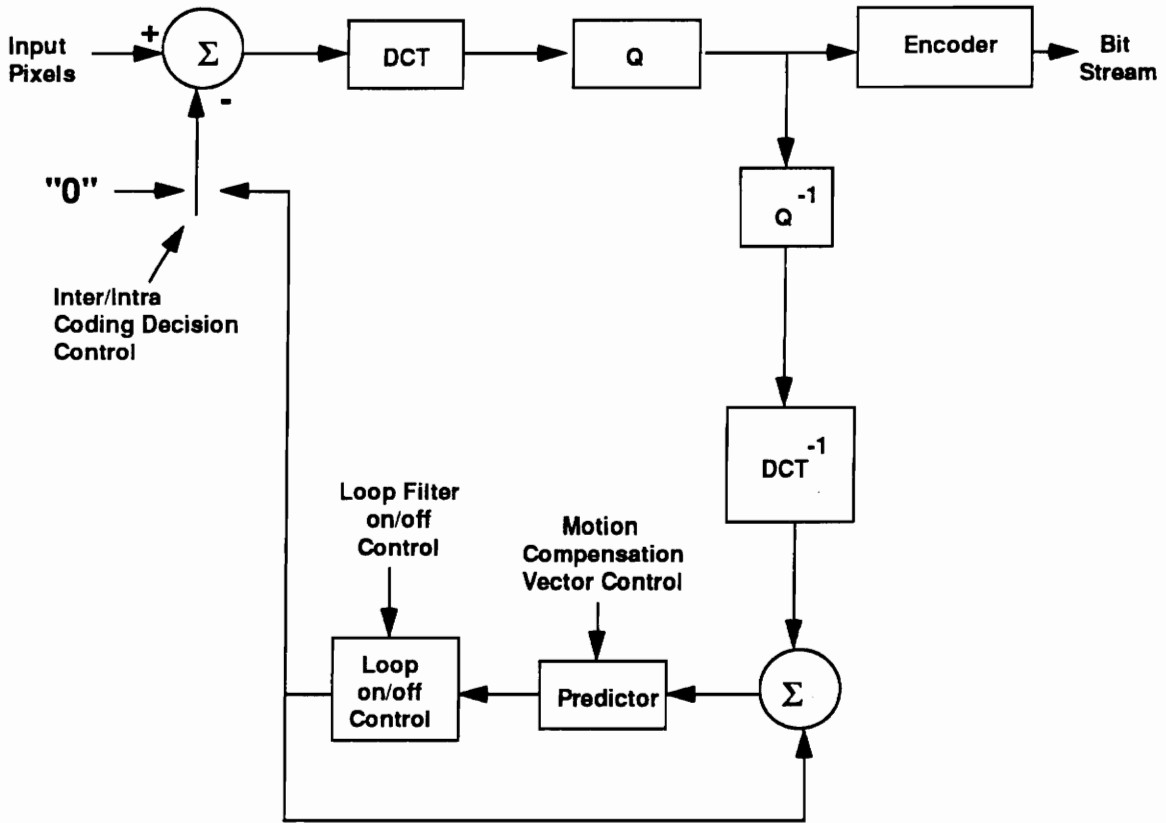 Input
Pixels
+
Σ
-
DCT
Q
Encoder
Bit
Stream
"0"
Q -1
Inter/Intra
Coding Decision
Control
DCT -1
Loop Filter
on/off
Control
Motion
Compensation
Vector Control
Loop
on/off
Control
Predictor
Σ